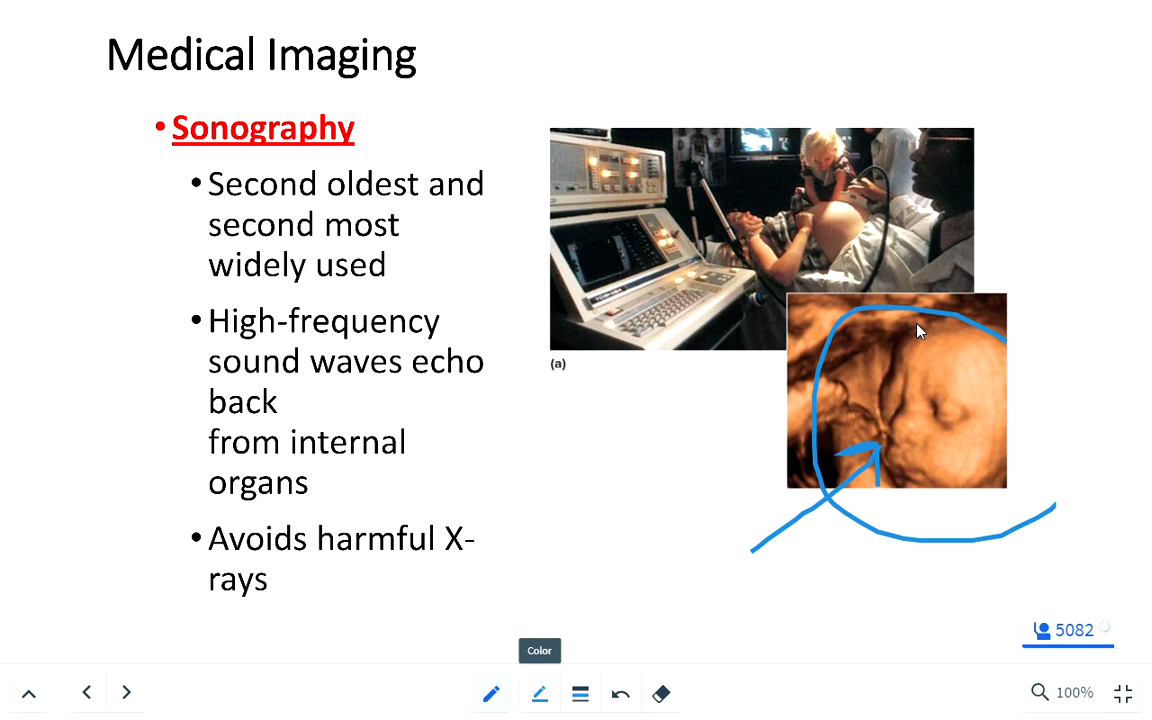 Medical Imaging
• Sonography
• Second oldest and
second most
widely used
• High-frequency
sound waves echo
back
from internal
organs
• Avoids harmful X-
rays
(a)
5082
Color
100%